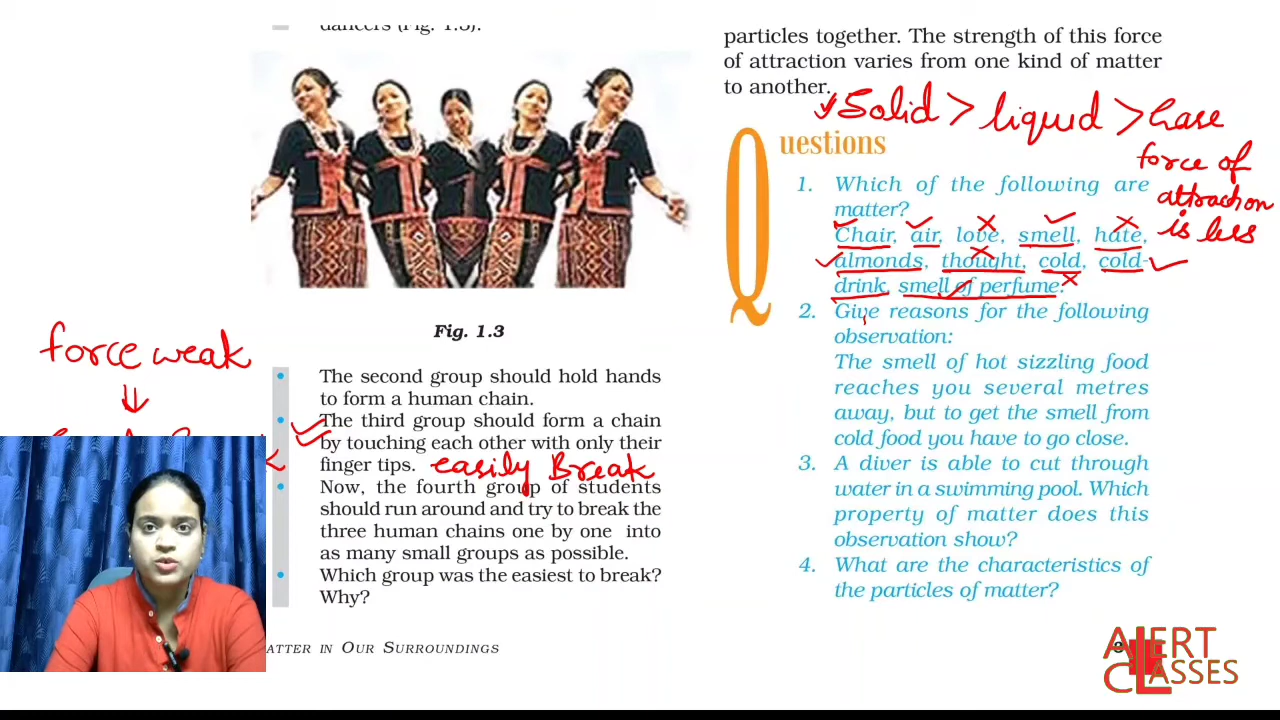 dancers (Fig. 1.3).
Fig. 1.3
force weak
• The second group should hold hands
to form a human chain.
• The third group should form a chain
by touching each other with only their
finger tips. easily Break
• Now, the fourth group of students
should run around and try to break the
three human chains one by one into
as many small groups as possible.
• Which group was the easiest to break?
Why?
ATTER IN OUR SURROUNDINGS
particles together. The strength of this force
of attraction varies from one kind of matter
to another.
Solid > liquid >
force of
attraction
is less
Questions
1. Which of the following are
matter?
Chair, air, love, smell, hate,
almonds, thought, cold, cold-
drink, smell of perfume.
2. Give reasons for the following
observation:
The smell of hot sizzling food
reaches you several metres
away, but to get the smell from
cold food you have to go close.
3. A diver is able to cut through
water in a swimming pool. Which
property of matter does this
observation show?
4. What are the characteristics of
the particles of matter?
ALERT
CLASSES